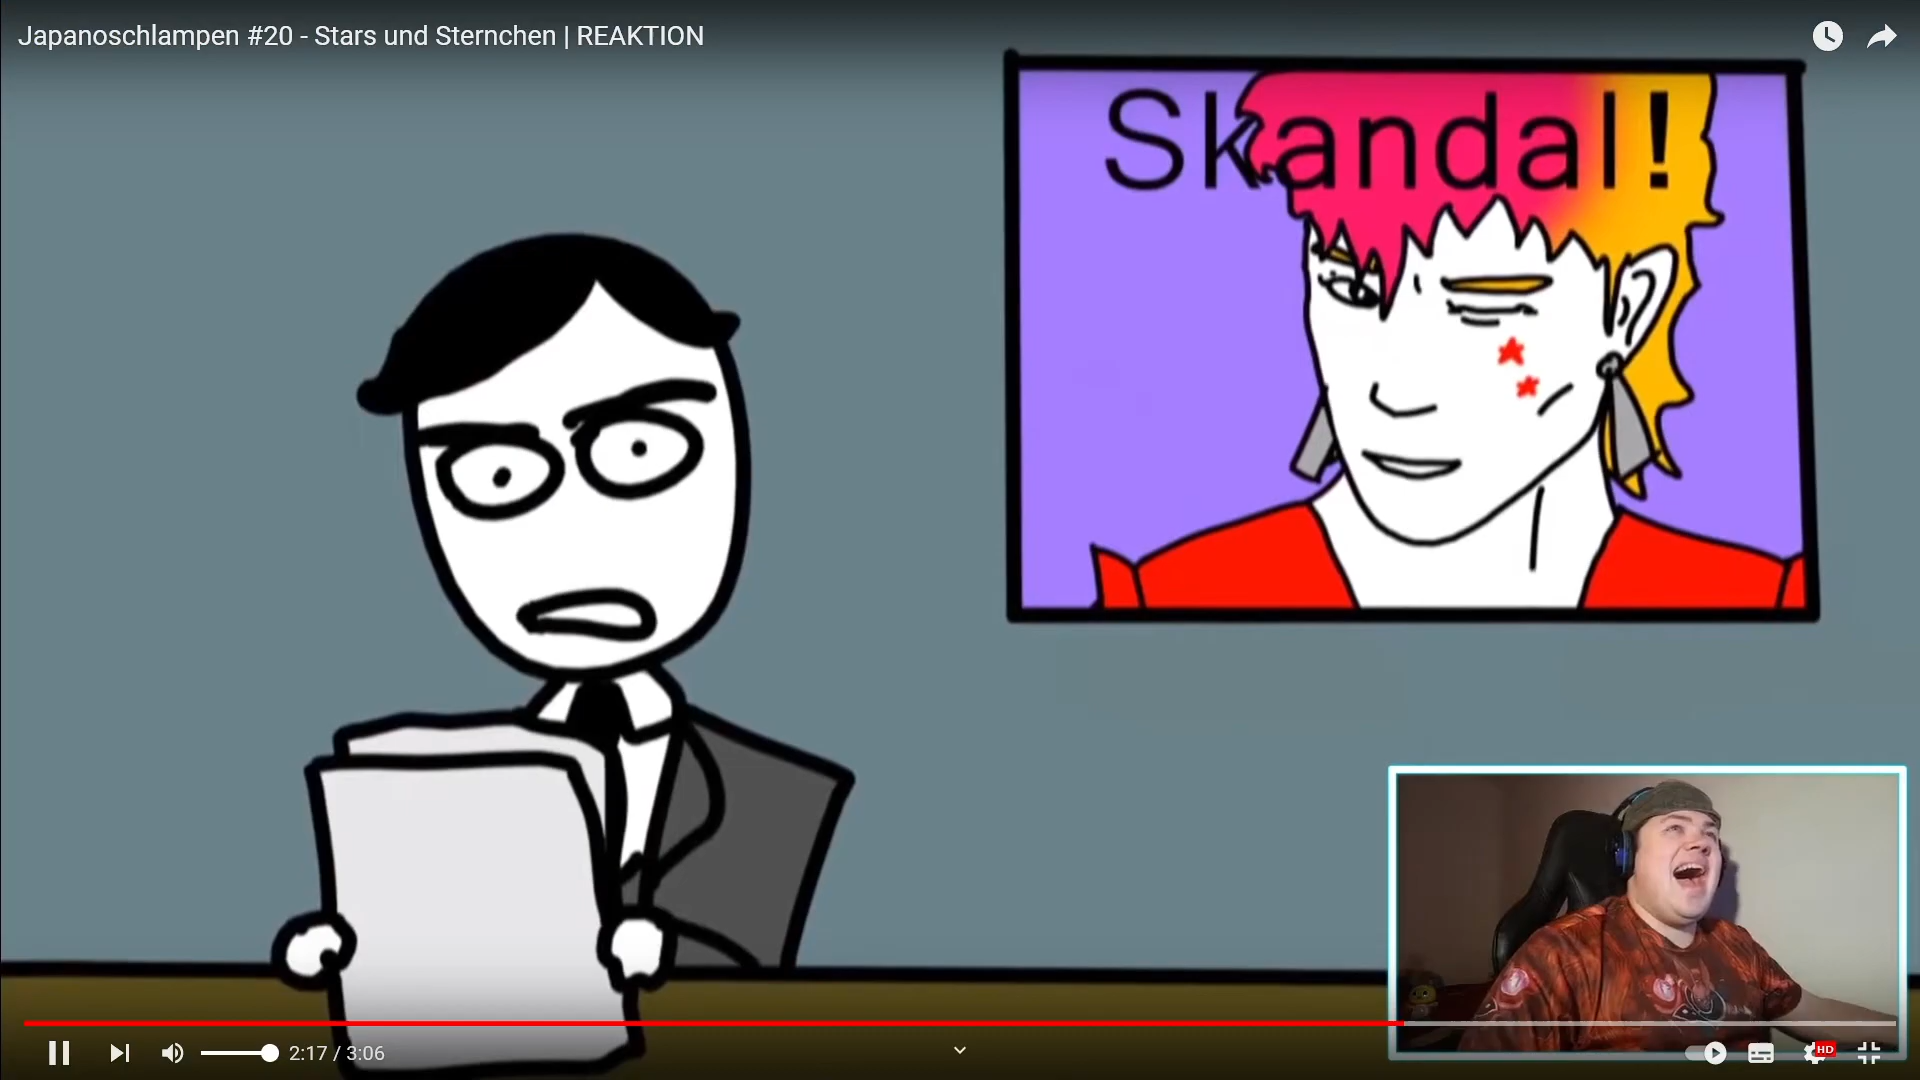 Japanoschlampen #20 - Stars und Sternchen | REAKTION
Skandal!
2:17 / 3:06
HD